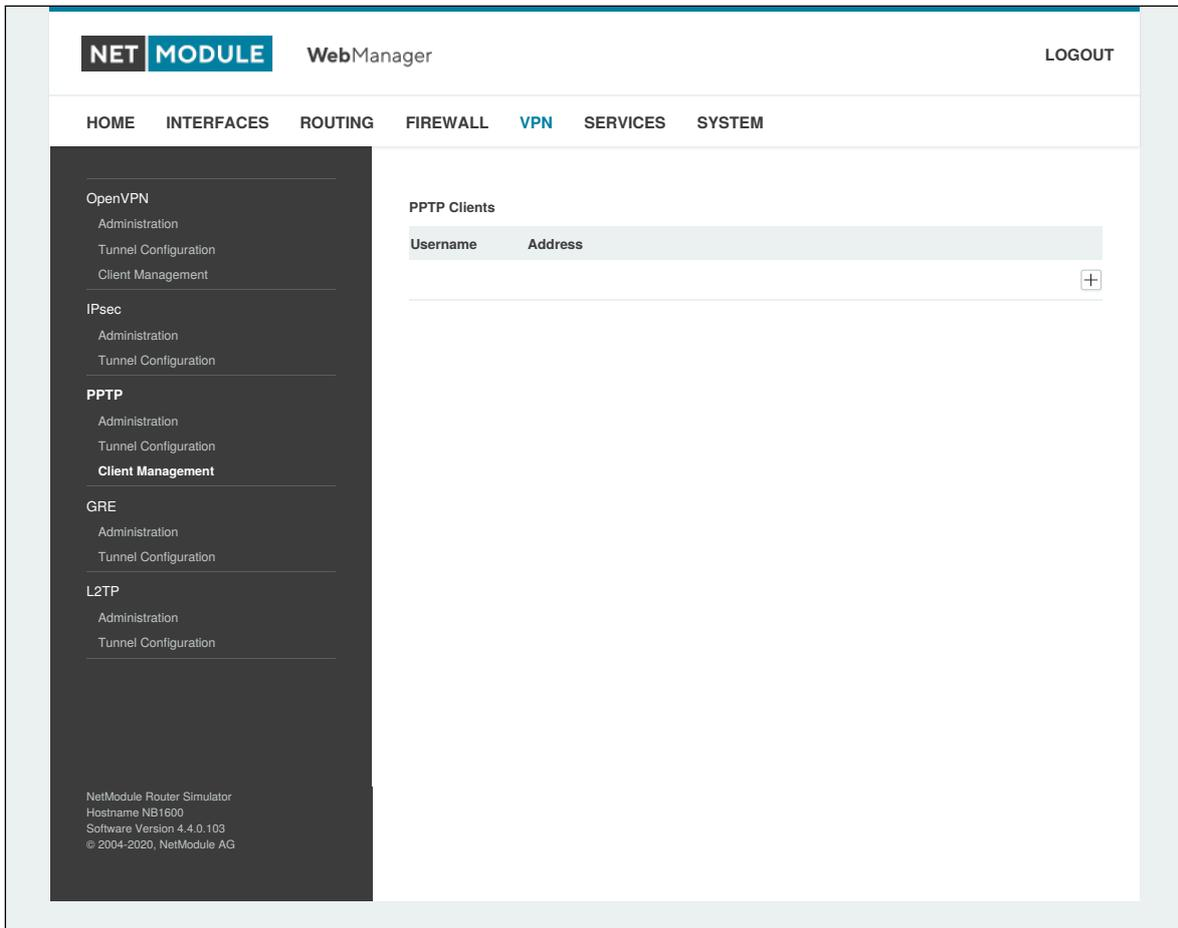 NET MODULE WebManager LOGOUT
HOME INTERFACES ROUTING FIREWALL VPN SERVICES SYSTEM
OpenVPN
Administration
Tunnel Configuration
Client Management
IPsec
Administration
Tunnel Configuration
PPTP
Administration
Tunnel Configuration
Client Management
GRE
Administration
Tunnel Configuration
L2TP
Administration
Tunnel Configuration
NetModule Router Simulator
Hostname NB1600
Software Version 4.4.0.103
© 2004-2020, NetModule AG
PPTP Clients
Username Address